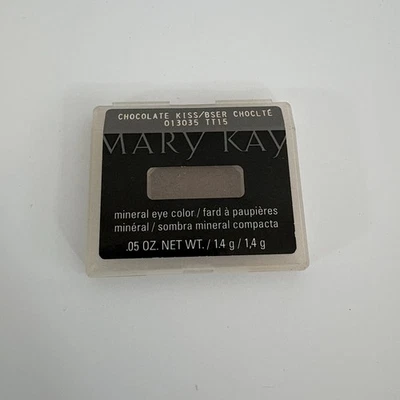 CHOCOLATE KISS/BSER CHOCLTÉ
013035 TT15
MARY KAY
mineral eye color / fard à paupières
minéral / sombra mineral compacta
.05 OZ. NET WT. / 1.4 g / 1,4 g